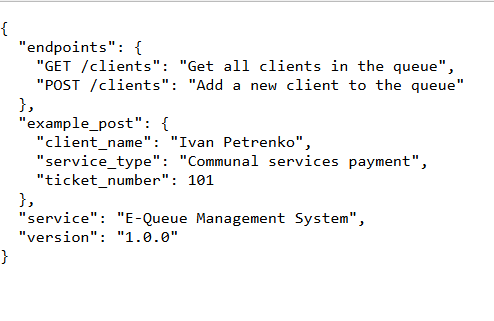 {
  "endpoints": {
    "GET /clients": "Get all clients in the queue",
    "POST /clients": "Add a new client to the queue"
  },
  "example_post": {
    "client_name": "Ivan Petrenko",
    "service_type": "Communal services payment",
    "ticket_number": 101
  },
  "service": "E-Queue Management System",
  "version": "1.0.0"
}